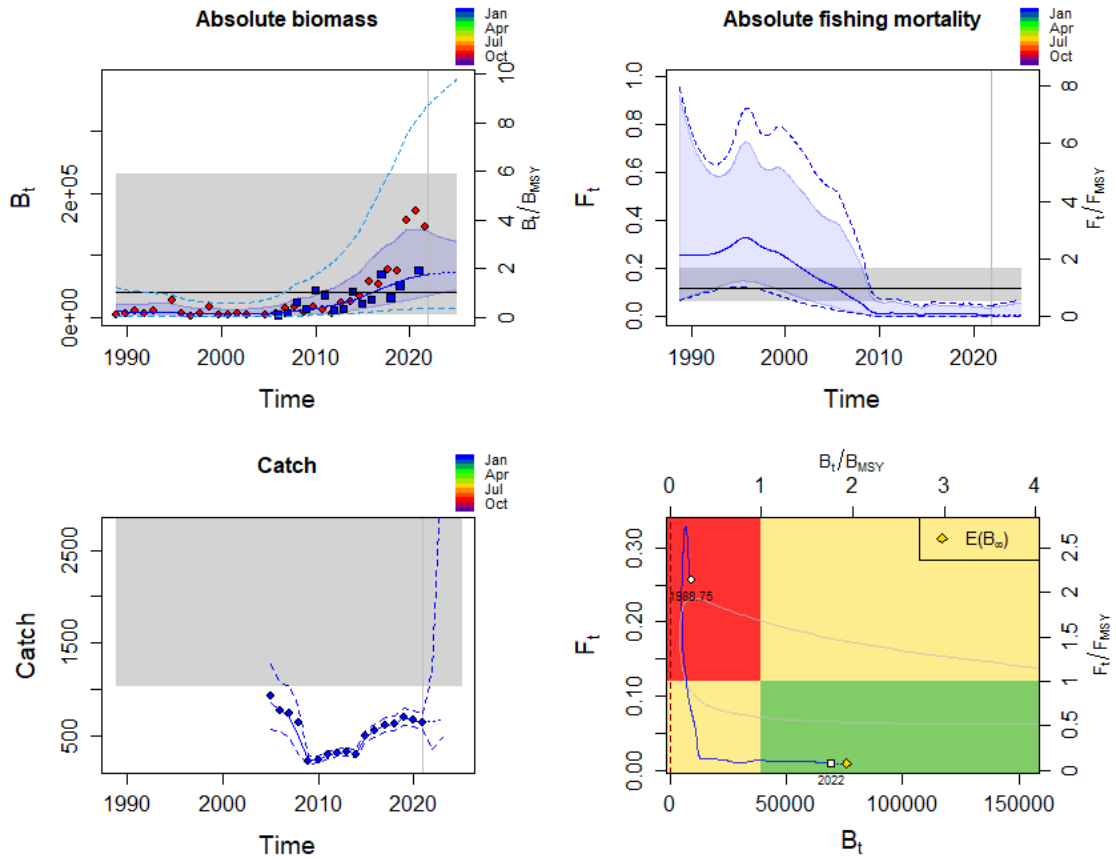 Absolute biomass
Jan
Apr
Jul
Oct
B_t
0e+00
2e+05
0 2 4 6 8 10
B_t/B_MSY
1990 2000 2010 2020
Time
Absolute fishing mortality
Jan
Apr
Jul
Oct
F_t
0.0 0.2 0.4 0.6 0.8 1.0
0 2 4 6 8
F_t/F_MSY
1990 2000 2010 2020
Time
Catch
Jan
Apr
Jul
Oct
Catch
500 1500 2500
1990 2000 2010 2020
Time
B_t/B_MSY
0 1 2 3 4
E(B_∞)
1988.75
2022
F_t
0.00 0.10 0.20 0.30
0.0 0.5 1.0 1.5 2.0 2.5
F_t/F_MSY
0 50000 100000 150000
B_t